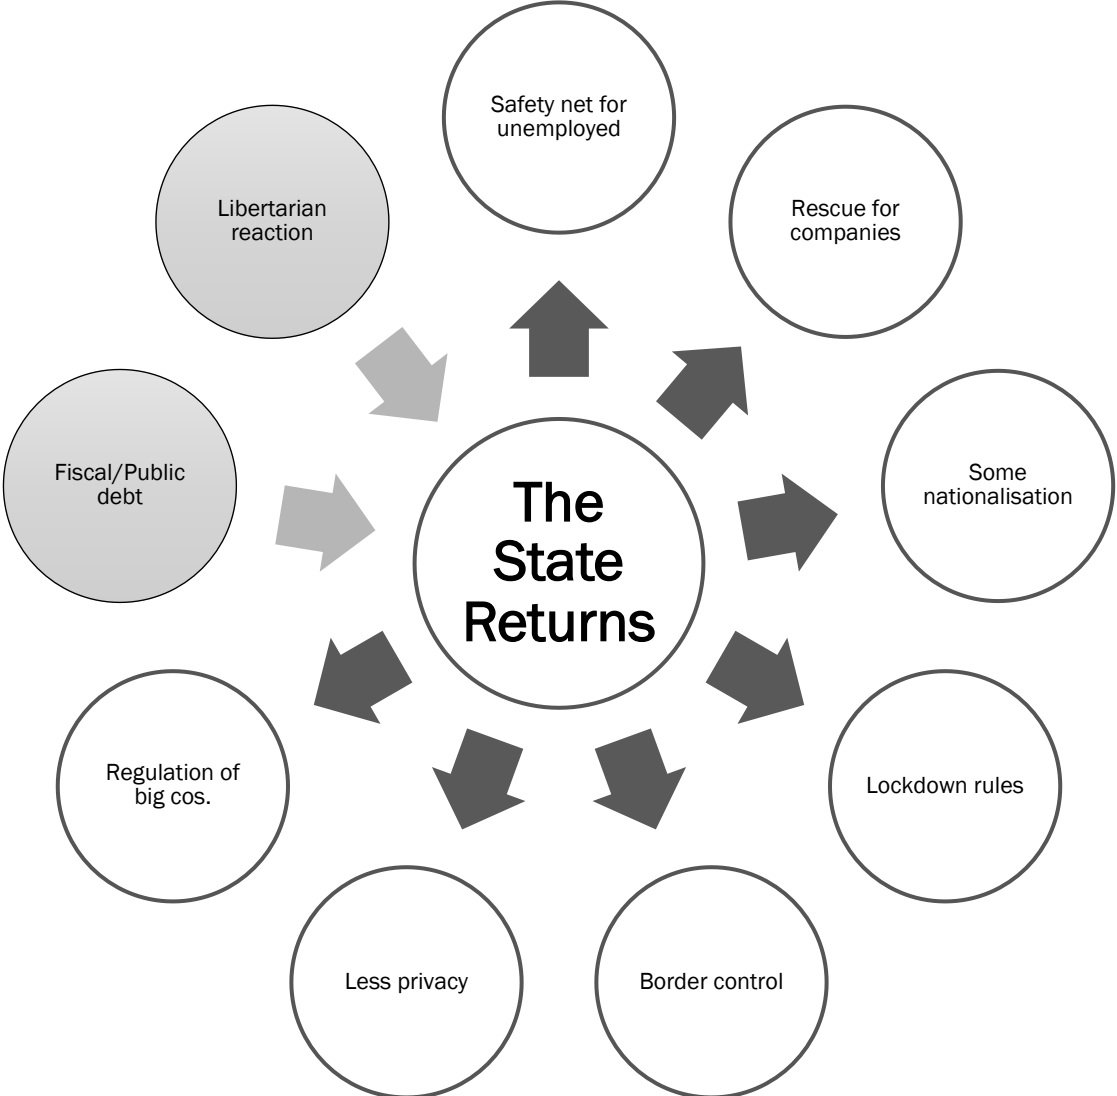 Safety net for
unemployed
Libertarian
reaction
Rescue for
companies
Fiscal/Public
debt
Some
nationalisation
The
State
Returns
Regulation of
big cos.
Lockdown rules
Less privacy
Border control